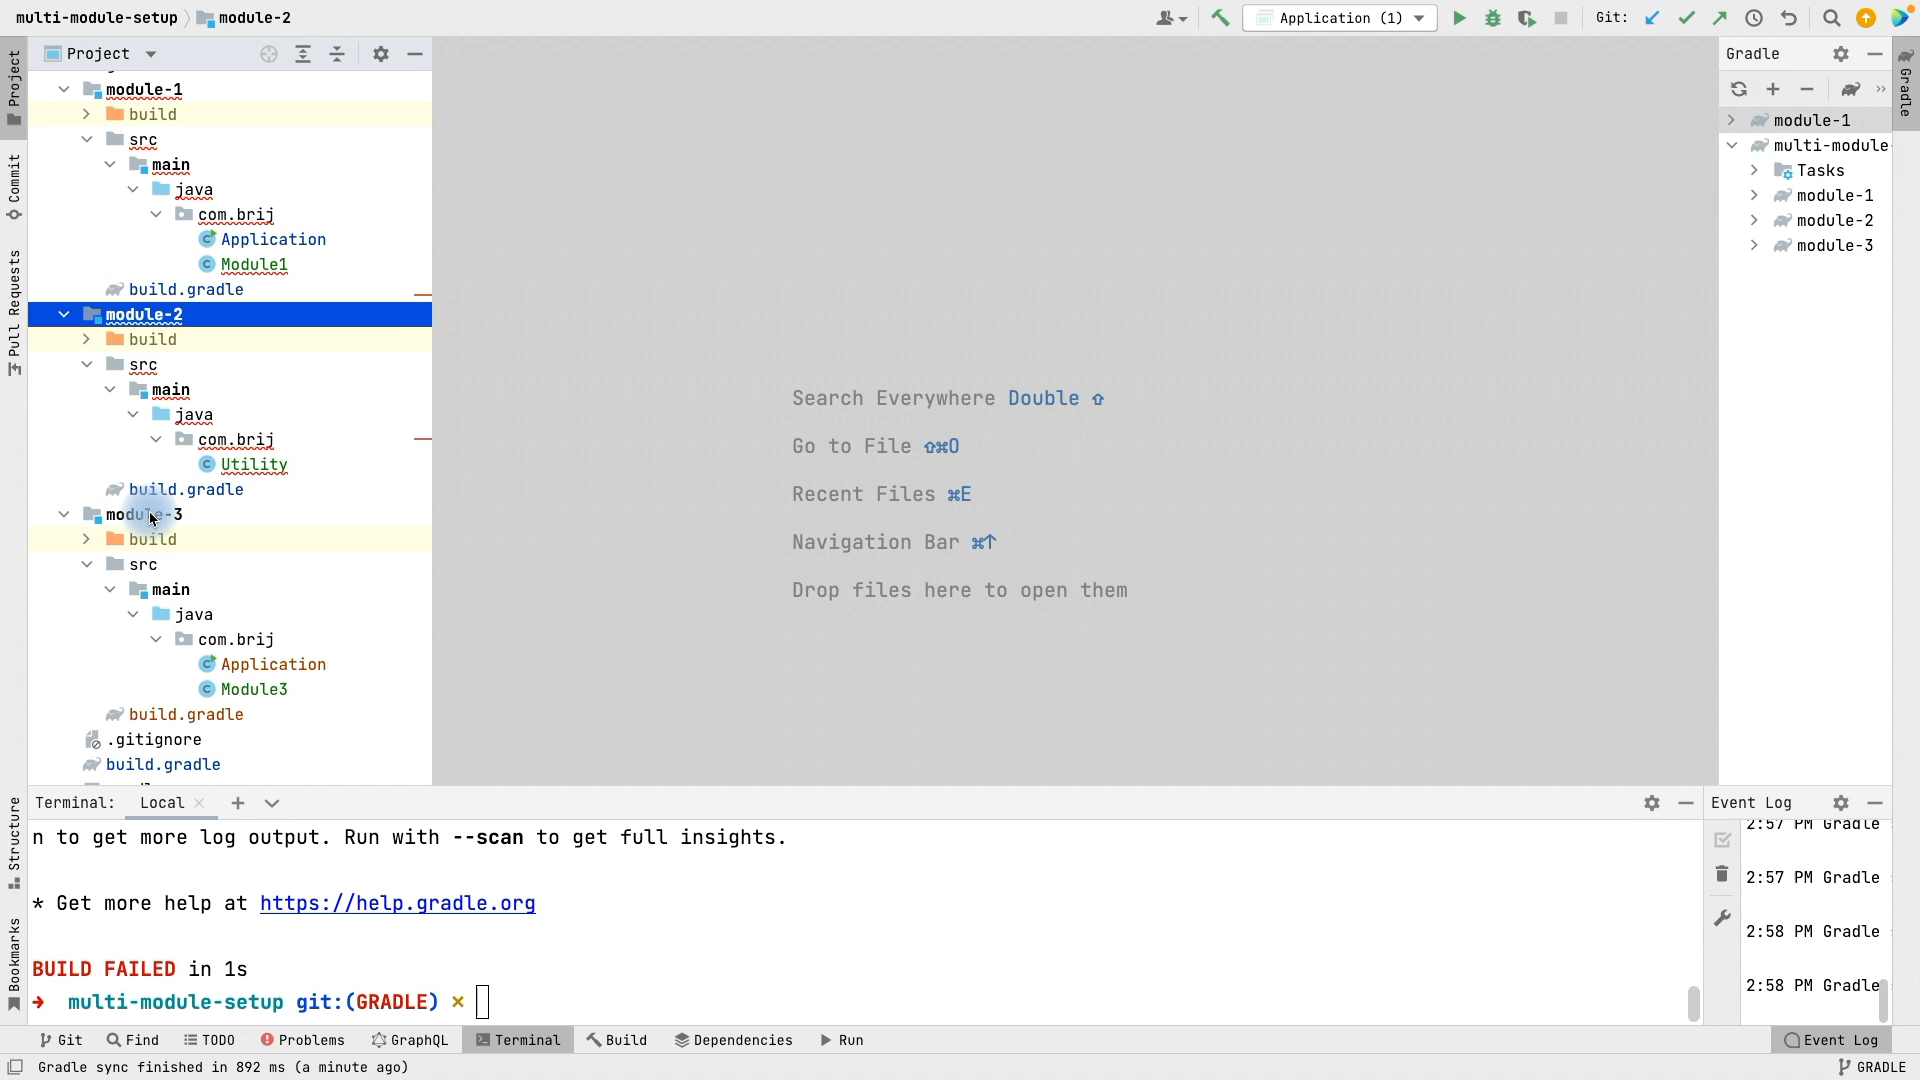 multi-module-setup
module-2
Application (1)
Git:
Project
module-1
build
src
main
java
com.brij
Application
Module1
build.gradle
module-2
build
src
main
java
com.brij
Utility
build.gradle
module-3
build
src
main
java
com.brij
Application
Module3
build.gradle
.gitignore
build.gradle
Project
Commit
Pull Requests
Structure
Bookmarks
Search Everywhere Double ⇧
Go to File ⇧⌘O
Recent Files ⌘E
Navigation Bar ⌘↑
Drop files here to open them
Gradle
module-1
multi-module
Tasks
module-1
module-2
module-3
Gradle
Terminal:
Local
n to get more log output. Run with --scan to get full insights.
* Get more help at https://help.gradle.org
BUILD FAILED in 1s
➜ multi-module-setup git:(GRADLE) ×
Event Log
2:57 PM Gradle
2:57 PM Gradle
2:58 PM Gradle
2:58 PM Gradle
Git
Find
TODO
Problems
GraphQL
Terminal
Build
Dependencies
Run
Event Log
Gradle sync finished in 892 ms (a minute ago)
GRADLE